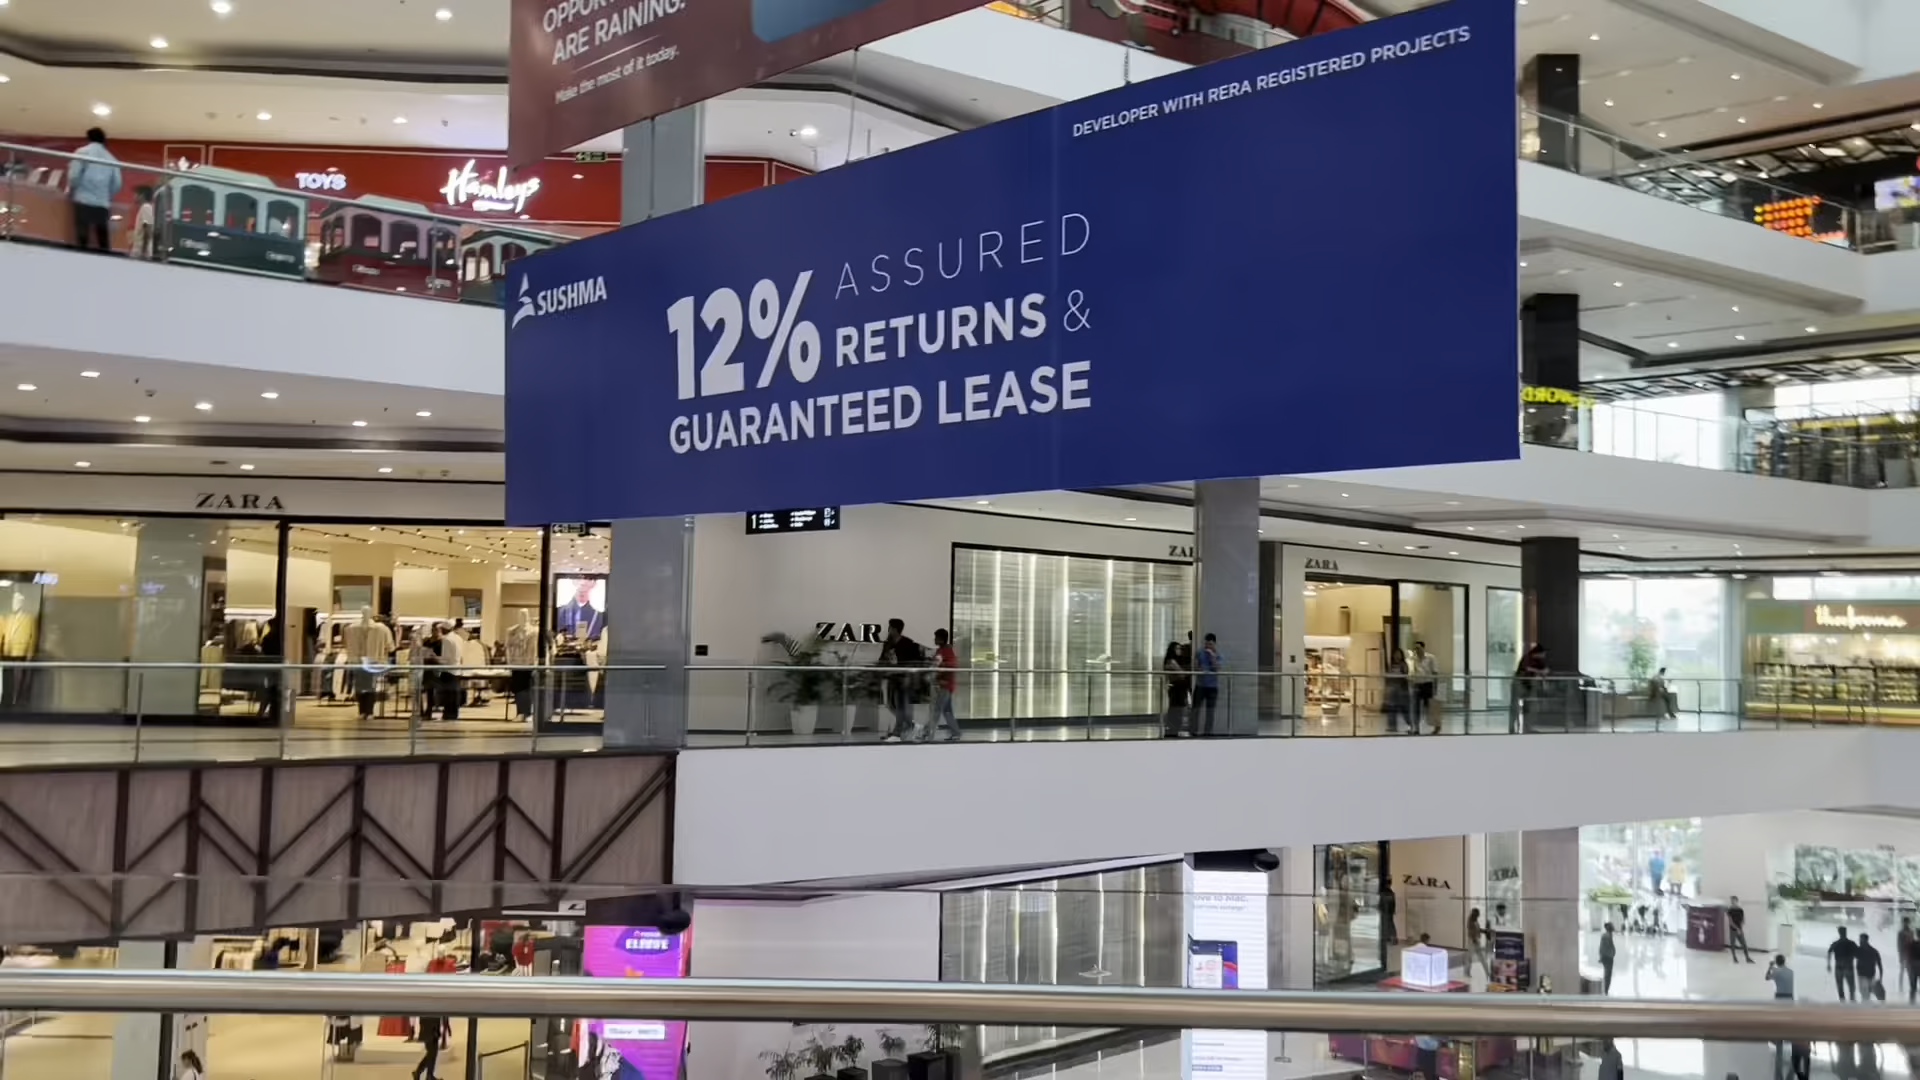 ARE RAINING.
Make the most of it today.
DEVELOPER WITH RERA REGISTERED PROJECTS
TOYS
Hamleys
SUSHMA
12% ASSURED
RETURNS &
GUARANTEED LEASE
ZARA
ZARA
ZARA